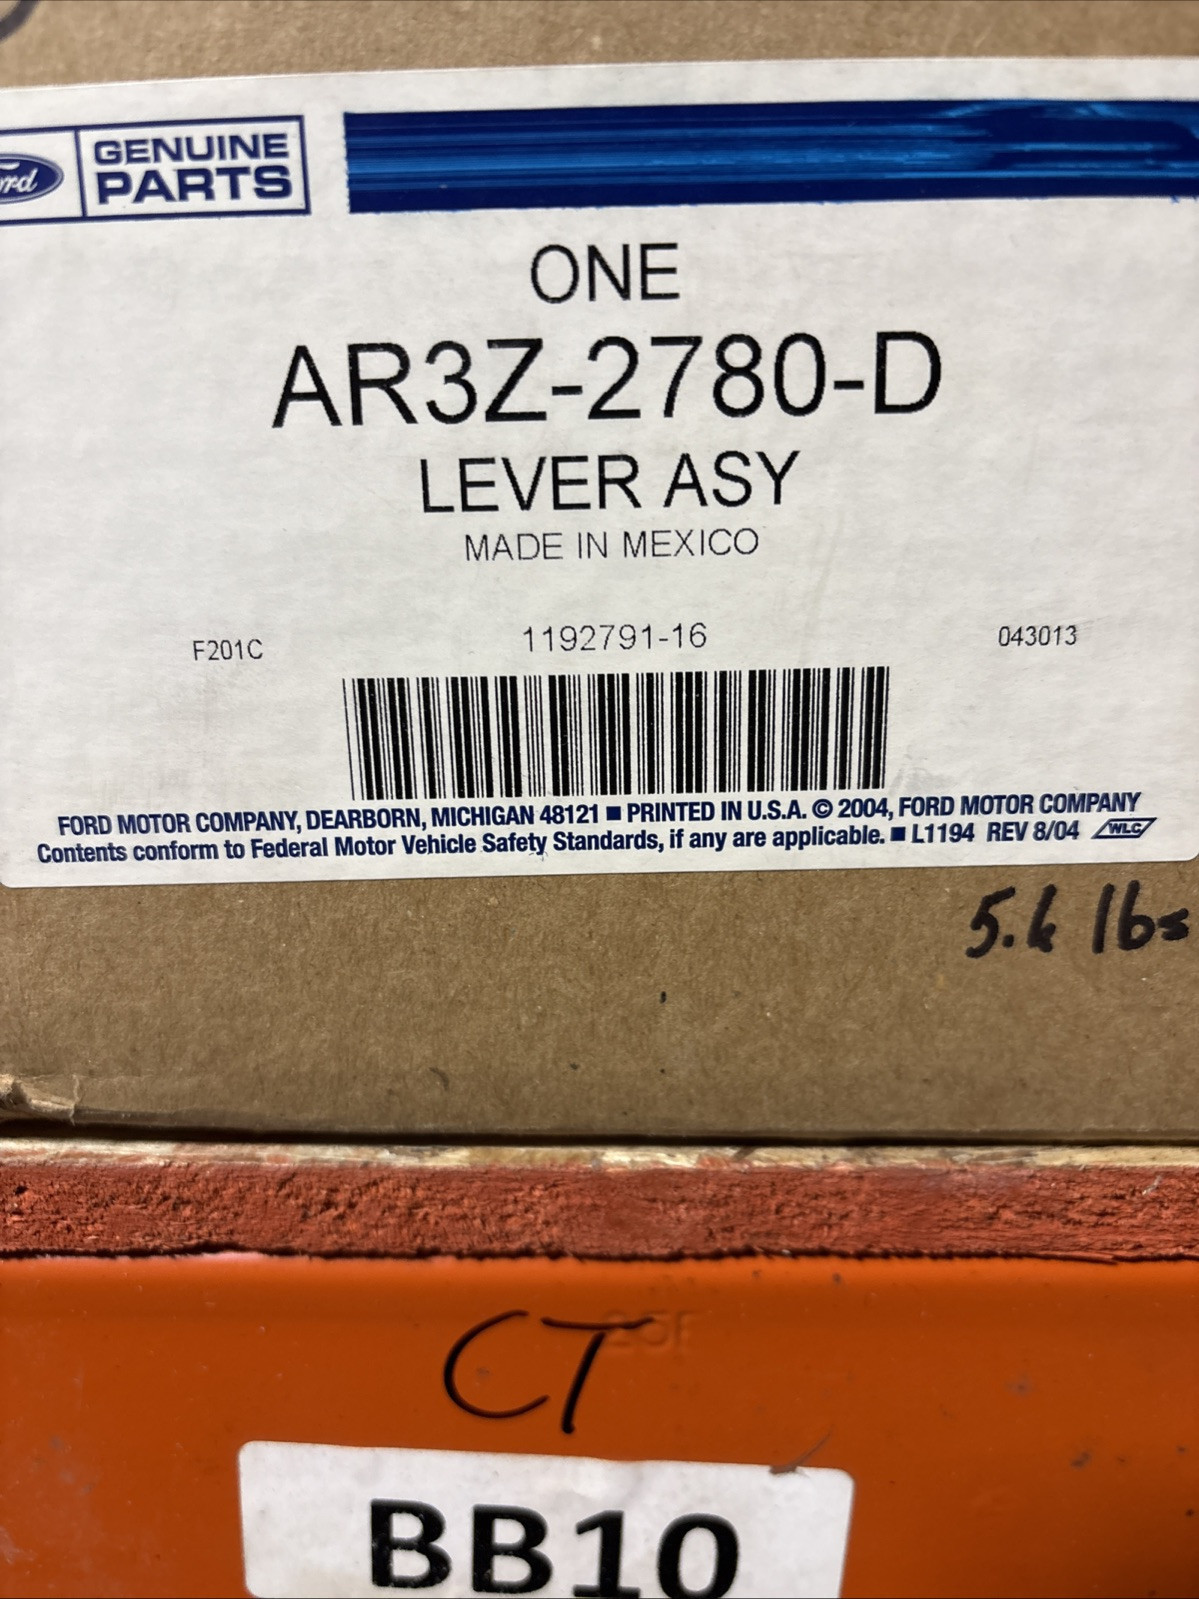 GENUINE
PARTS
ONE
AR3Z-2780-D
LEVER ASY
MADE IN MEXICO
F201C 1192791-16 043013
FORD MOTOR COMPANY, DEARBORN, MICHIGAN 48121 ■ PRINTED IN U.S.A. © 2004, FORD MOTOR COMPANY
Contents conform to Federal Motor Vehicle Safety Standards, if any are applicable. ■ L1194 REV 8/04 WLC
5.6 lbs
CT
BB10